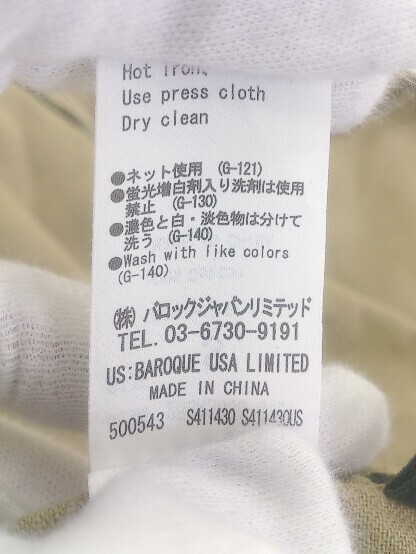 Hot iron,
Use press cloth
Dry clean
●ネット使用 (G-121)
●蛍光増白剤入り洗剤は使用
禁止 (G-130)
●濃色と白・淡色物は分けて
洗う (G-140)
●Wash with like colors
(G-140)
(株) バロックジャパンリミテッド
TEL. 03-6730-9191
US:BAROQUE USA LIMITED
MADE IN CHINA
500543 S411430 S411430US